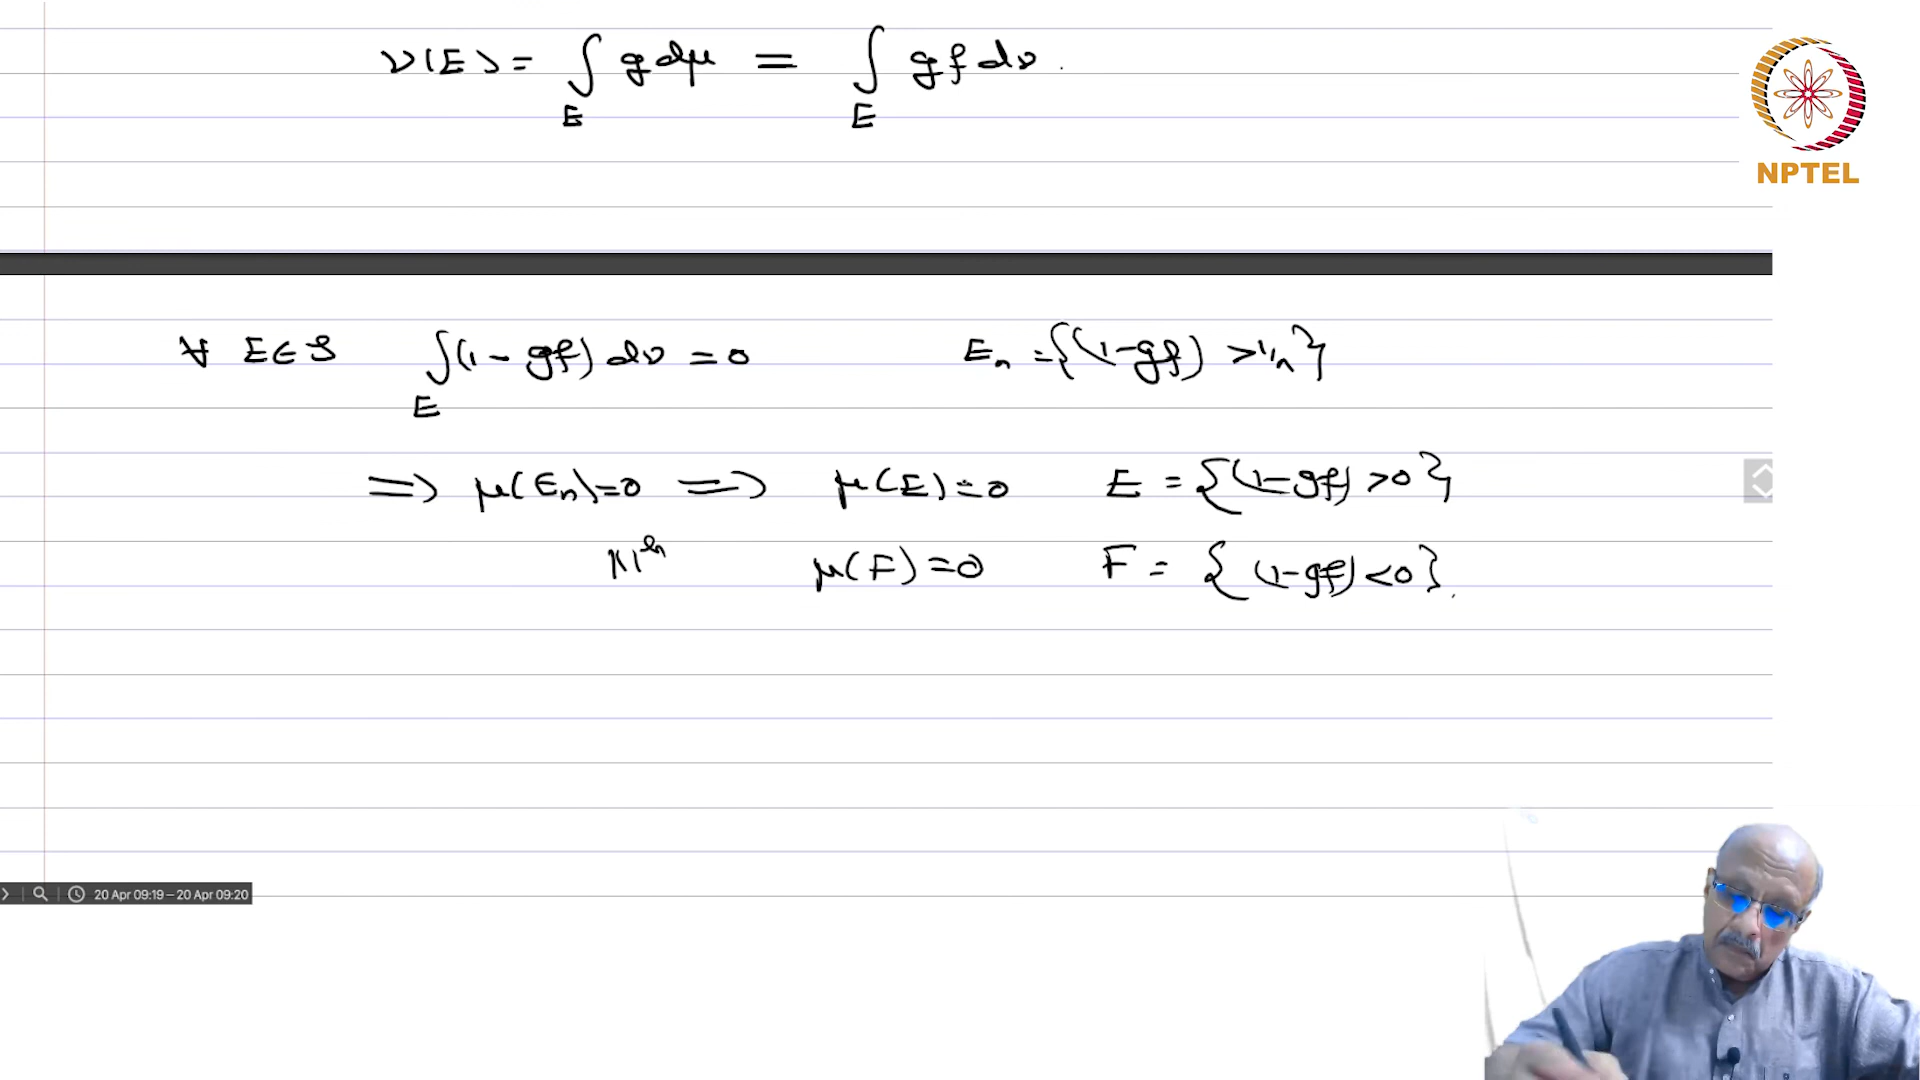 ν(E) = ∫_E g dμ = ∫_E gf dν.
NPTEL
∀ E ∈ S ∫_E (1 - gf) dν = 0 E_n = {(1-gf) > 1/n}
⇒ μ(E_n) = 0 ⇒ μ(E) = 0 E = {(1-gf) > 0}
|||ly μ(F) = 0 F = {(1-gf) < 0}.
20 Apr 09:19 – 20 Apr 09:20